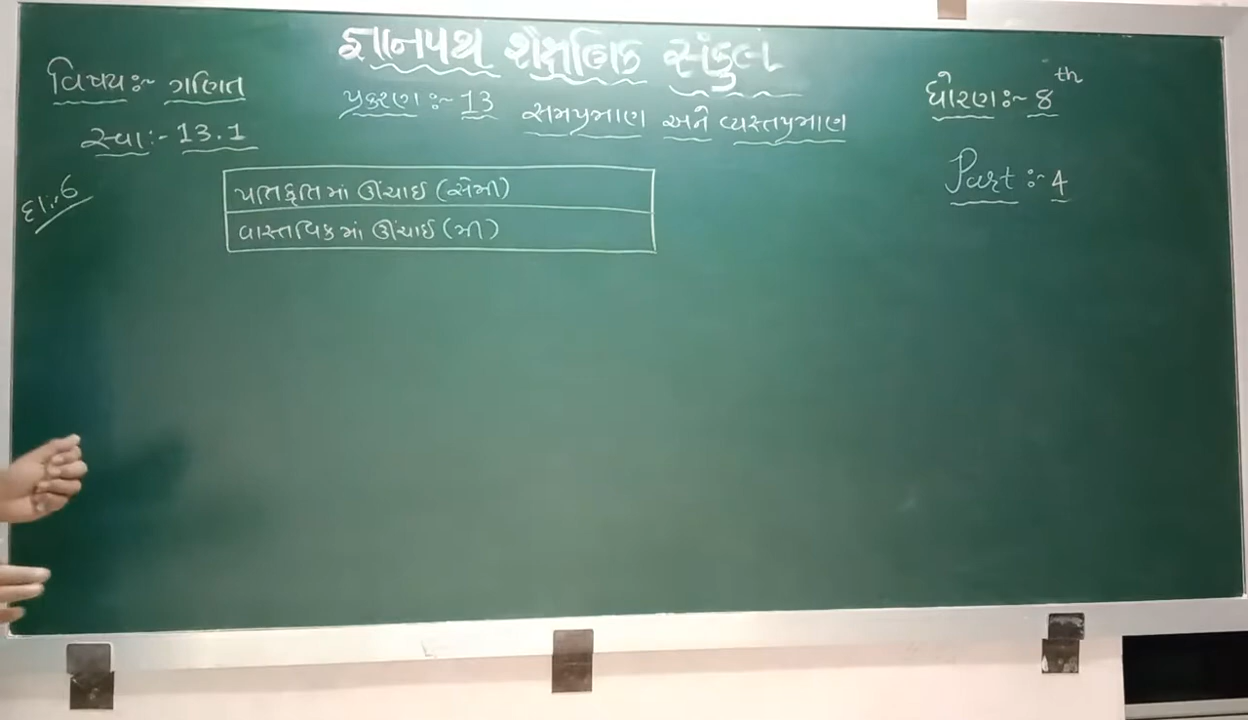 જ્ઞાનપથ શૈક્ષણિક સંકુલ
વિષય:- ગણિત
પ્રકરણ:- 13 સમપ્રમાણ અને વ્યસ્તપ્રમાણ
ધોરણ:- 8th
સ્વા:- 13.1
Part:- 4
દા.:6
પ્રતિકૃતિમાં ઊંચાઈ (સેમી)
વાસ્તવિકમાં ઊંચાઈ (મી)